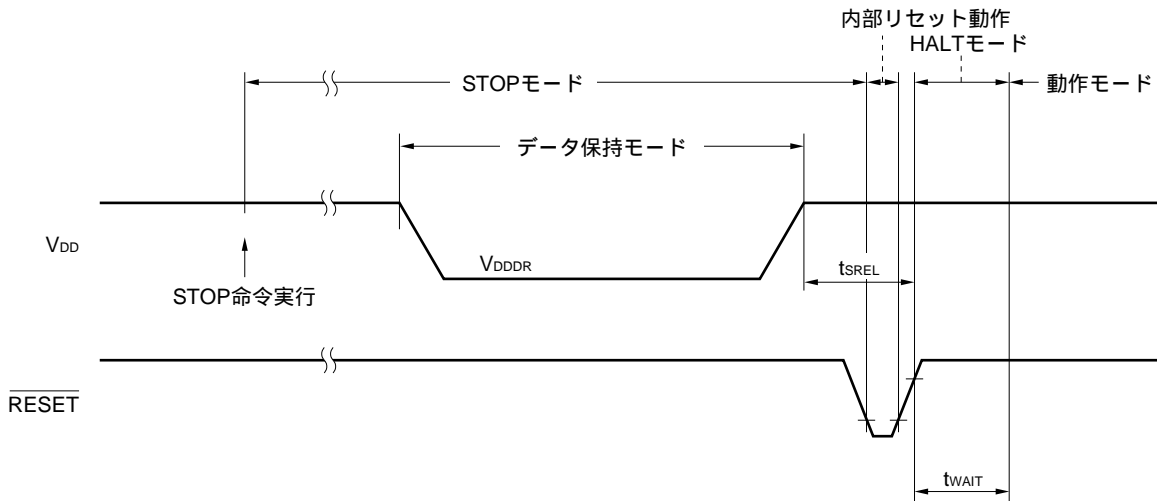 内部リセット動作
HALTモード
STOPモード
動作モード
データ保持モード
VDD
VDDDR
tSREL
STOP命令実行
RESET
tWAIT